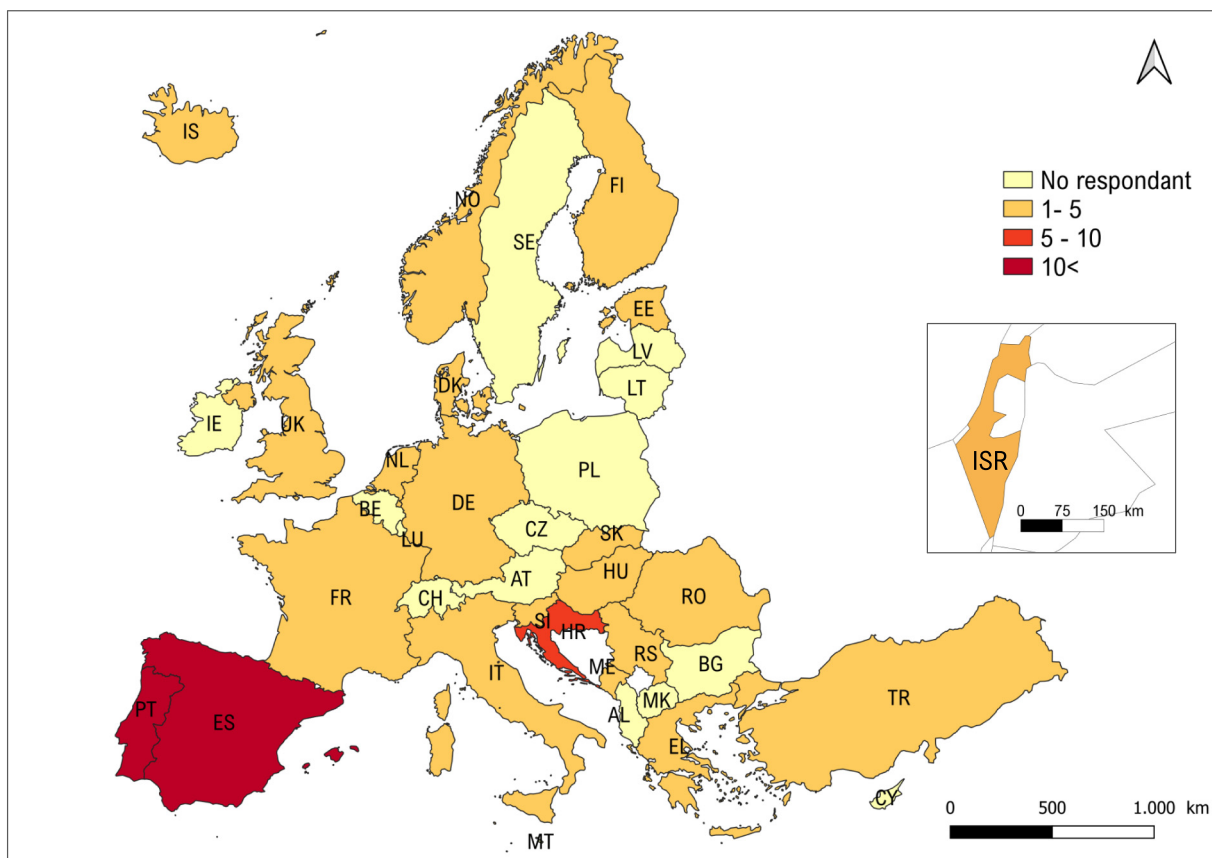 IS
NO
FI
SE
No respondant
1- 5
5 - 10
10<
EE
LV
LT
DK
IE
UK
NL
PL
ISR
0 75 150 km
BE
DE
CZ
LU
SK
FR
CH
AT
HU
RO
SI
HR
IT
ME
RS
BG
PT
ES
AL
MK
TR
EL
CY
MT
0 500 1.000 km